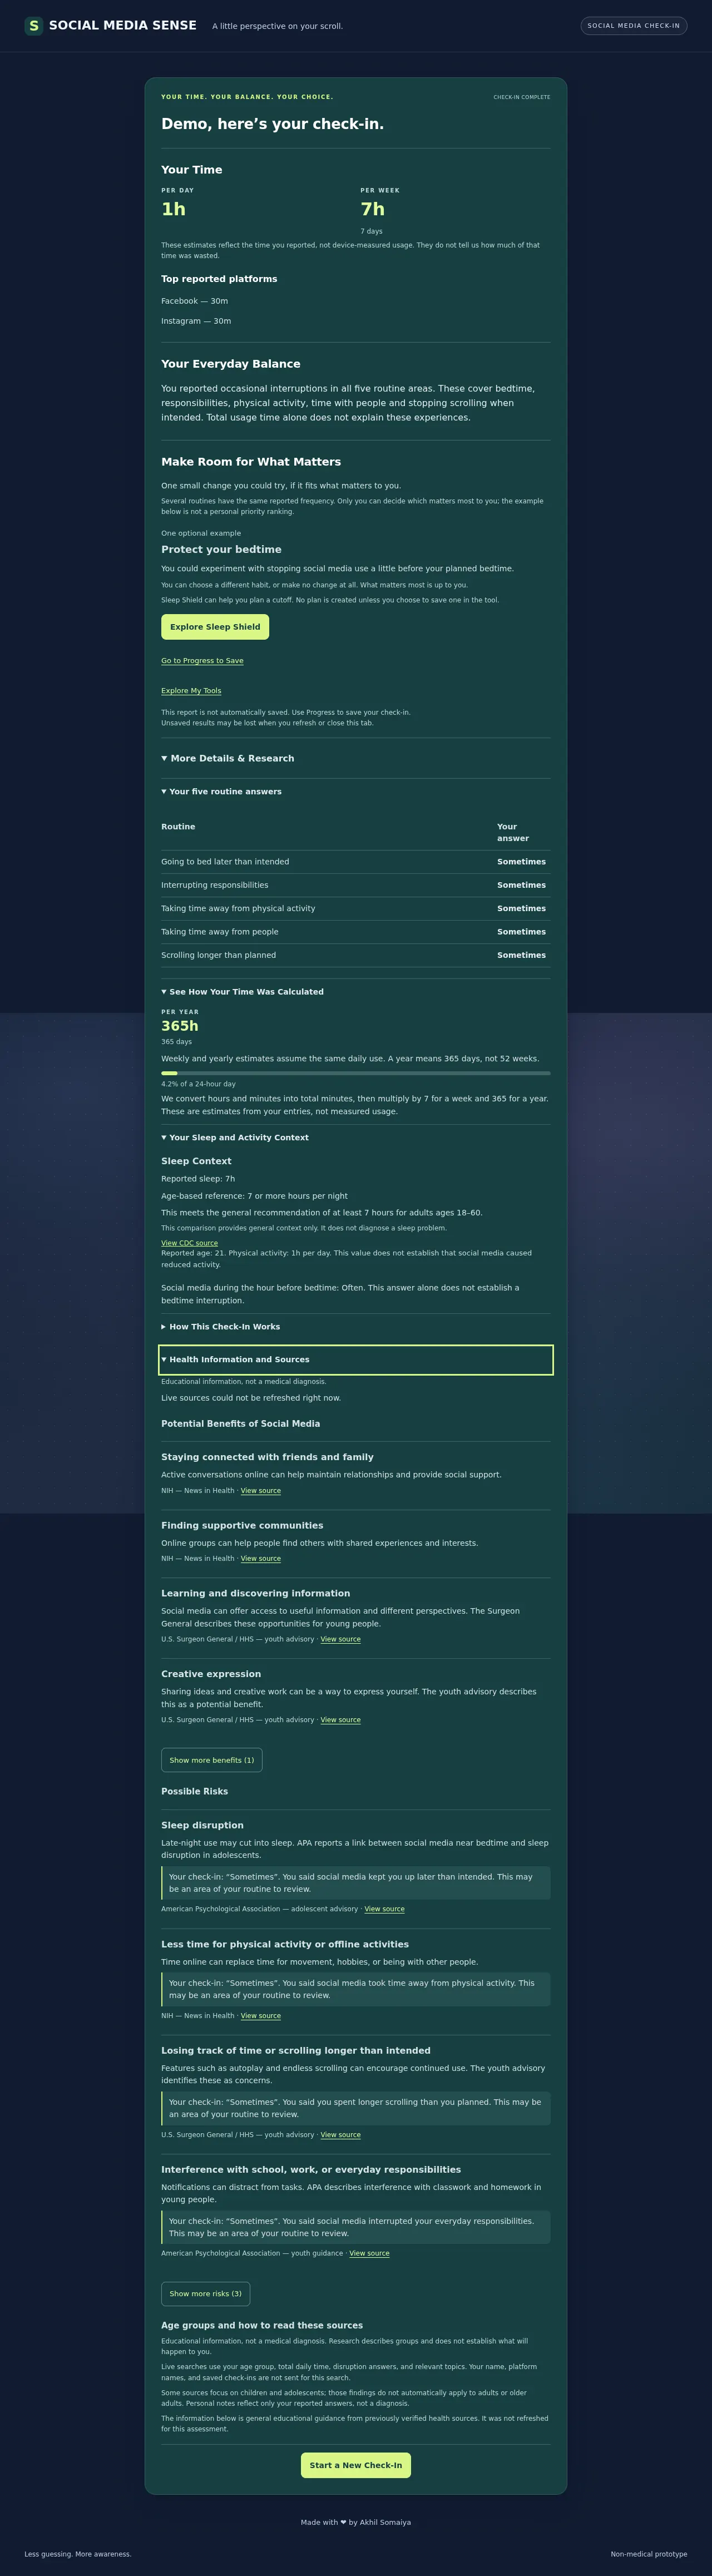 S SOCIAL MEDIA SENSE A little perspective on your scroll. SOCIAL MEDIA CHECK-IN
YOUR TIME. YOUR BALANCE. YOUR CHOICE. CHECK-IN COMPLETE
Demo, here’s your check-in.
Your Time
PER DAY PER WEEK
1h 7h
7 days
These estimates reflect the time you reported, not device-measured usage. They do not tell us how much of that
time was wasted.
Top reported platforms
Facebook — 30m
Instagram — 30m
Your Everyday Balance
You reported occasional interruptions in all five routine areas. These cover bedtime,
responsibilities, physical activity, time with people and stopping scrolling when
intended. Total usage time alone does not explain these experiences.
Make Room for What Matters
One small change you could try, if it fits what matters to you.
Several routines have the same reported frequency. Only you can decide which matters most to you; the example
below is not a personal priority ranking.
One optional example
Protect your bedtime
You could experiment with stopping social media use a little before your planned bedtime.
You can choose a different habit, or make no change at all. What matters most is up to you.
Sleep Shield can help you plan a cutoff. No plan is created unless you choose to save one in the tool.
Explore Sleep Shield
Go to Progress to Save
Explore My Tools
This report is not automatically saved. Use Progress to save your check-in.
Unsaved results may be lost when you refresh or close this tab.
▼ More Details & Research
▼ Your five routine answers
Routine Your
answer
Going to bed later than intended Sometimes
Interrupting responsibilities Sometimes
Taking time away from physical activity Sometimes
Taking time away from people Sometimes
Scrolling longer than planned Sometimes
▼ See How Your Time Was Calculated
PER YEAR
365h
365 days
Weekly and yearly estimates assume the same daily use. A year means 365 days, not 52 weeks.
4.2% of a 24-hour day
We convert hours and minutes into total minutes, then multiply by 7 for a week and 365 for a year.
These are estimates from your entries, not measured usage.
▼ Your Sleep and Activity Context
Sleep Context
Reported sleep: 7h
Age-based reference: 7 or more hours per night
This meets the general recommendation of at least 7 hours for adults ages 18–60.
This comparison provides general context only. It does not diagnose a sleep problem.
View CDC source
Reported age: 21. Physical activity: 1h per day. This value does not establish that social media caused
reduced activity.
Social media during the hour before bedtime: Often. This answer alone does not establish a
bedtime interruption.
▶ How This Check-In Works
▼ Health Information and Sources
Educational information, not a medical diagnosis.
Live sources could not be refreshed right now.
Potential Benefits of Social Media
Staying connected with friends and family
Active conversations online can help maintain relationships and provide social support.
NIH — News in Health · View source
Finding supportive communities
Online groups can help people find others with shared experiences and interests.
NIH — News in Health · View source
Learning and discovering information
Social media can offer access to useful information and different perspectives. The Surgeon
General describes these opportunities for young people.
U.S. Surgeon General / HHS — youth advisory · View source
Creative expression
Sharing ideas and creative work can be a way to express yourself. The youth advisory describes
this as a potential benefit.
U.S. Surgeon General / HHS — youth advisory · View source
Show more benefits (1)
Possible Risks
Sleep disruption
Late-night use may cut into sleep. APA reports a link between social media near bedtime and sleep
disruption in adolescents.
Your check-in: “Sometimes”. You said social media kept you up later than intended. This may
be an area of your routine to review.
American Psychological Association — adolescent advisory · View source
Less time for physical activity or offline activities
Time online can replace time for movement, hobbies, or being with other people.
Your check-in: “Sometimes”. You said social media took time away from physical activity. This
may be an area of your routine to review.
NIH — News in Health · View source
Losing track of time or scrolling longer than intended
Features such as autoplay and endless scrolling can encourage continued use. The youth advisory
identifies these as concerns.
Your check-in: “Sometimes”. You said you spent longer scrolling than you planned. This may be
an area of your routine to review.
U.S. Surgeon General / HHS — youth advisory · View source
Interference with school, work, or everyday responsibilities
Notifications can distract from tasks. APA describes interference with classwork and homework in
young people.
Your check-in: “Sometimes”. You said social media interrupted your everyday responsibilities.
This may be an area of your routine to review.
American Psychological Association — youth guidance · View source
Show more risks (3)
Age groups and how to read these sources
Educational information, not a medical diagnosis. Research describes groups and does not establish what will
happen to you.
Live searches use your age group, total daily time, disruption answers, and relevant topics. Your name, platform
names, and saved check-ins are not sent for this search.
Some sources focus on children and adolescents; those findings do not automatically apply to adults or older
adults. Personal notes reflect only your reported answers, not a diagnosis.
The information below is general educational guidance from previously verified health sources. It was not refreshed
for this assessment.
Start a New Check-In
Made with ❤ by Akhil Somaiya
Less guessing. More awareness. Non-medical prototype